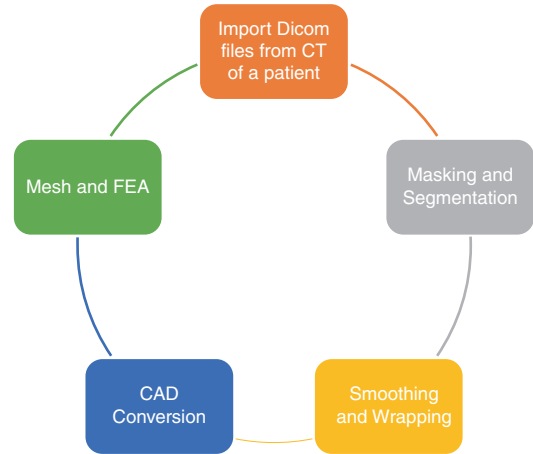 Import Dicom
files from CT
of a patient
Masking and
Segmentation
Smoothing
and Wrapping
CAD
Conversion
Mesh and FEA